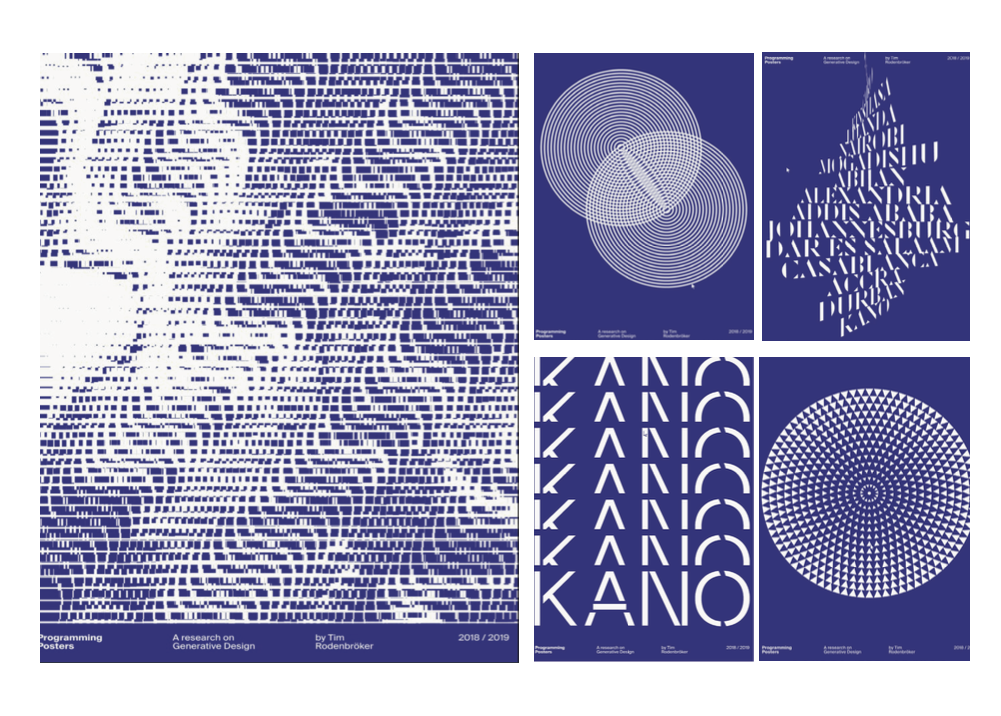 Programming
Posters
A research on
Generative Design
by Tim
Rodenbröker
2018 / 2019
Programming
Posters
A research on
Generative Design
by Tim
Rodenbröker
2018 / 2019
Programming
Posters
A research on
Generative Design
by Tim
Rodenbröker
2018 / 2019
NAIROBI
MOGADISHU
ABIDJAN
ALEXANDRIA
ADDIS ABABA
JOHANNESBURG
DAR ES SALAAM
CASABLANCA
ACCRA
DURBAN
KANO
KANO
KANO
KANO
KANO
KANO
KANO
KANO
Programming
Posters
A research on
Generative Design
by Tim
Rodenbröker
2018 / 2019
Programming
Posters
A research on
Generative Design
by Tim
Rodenbröker
2018 / 2